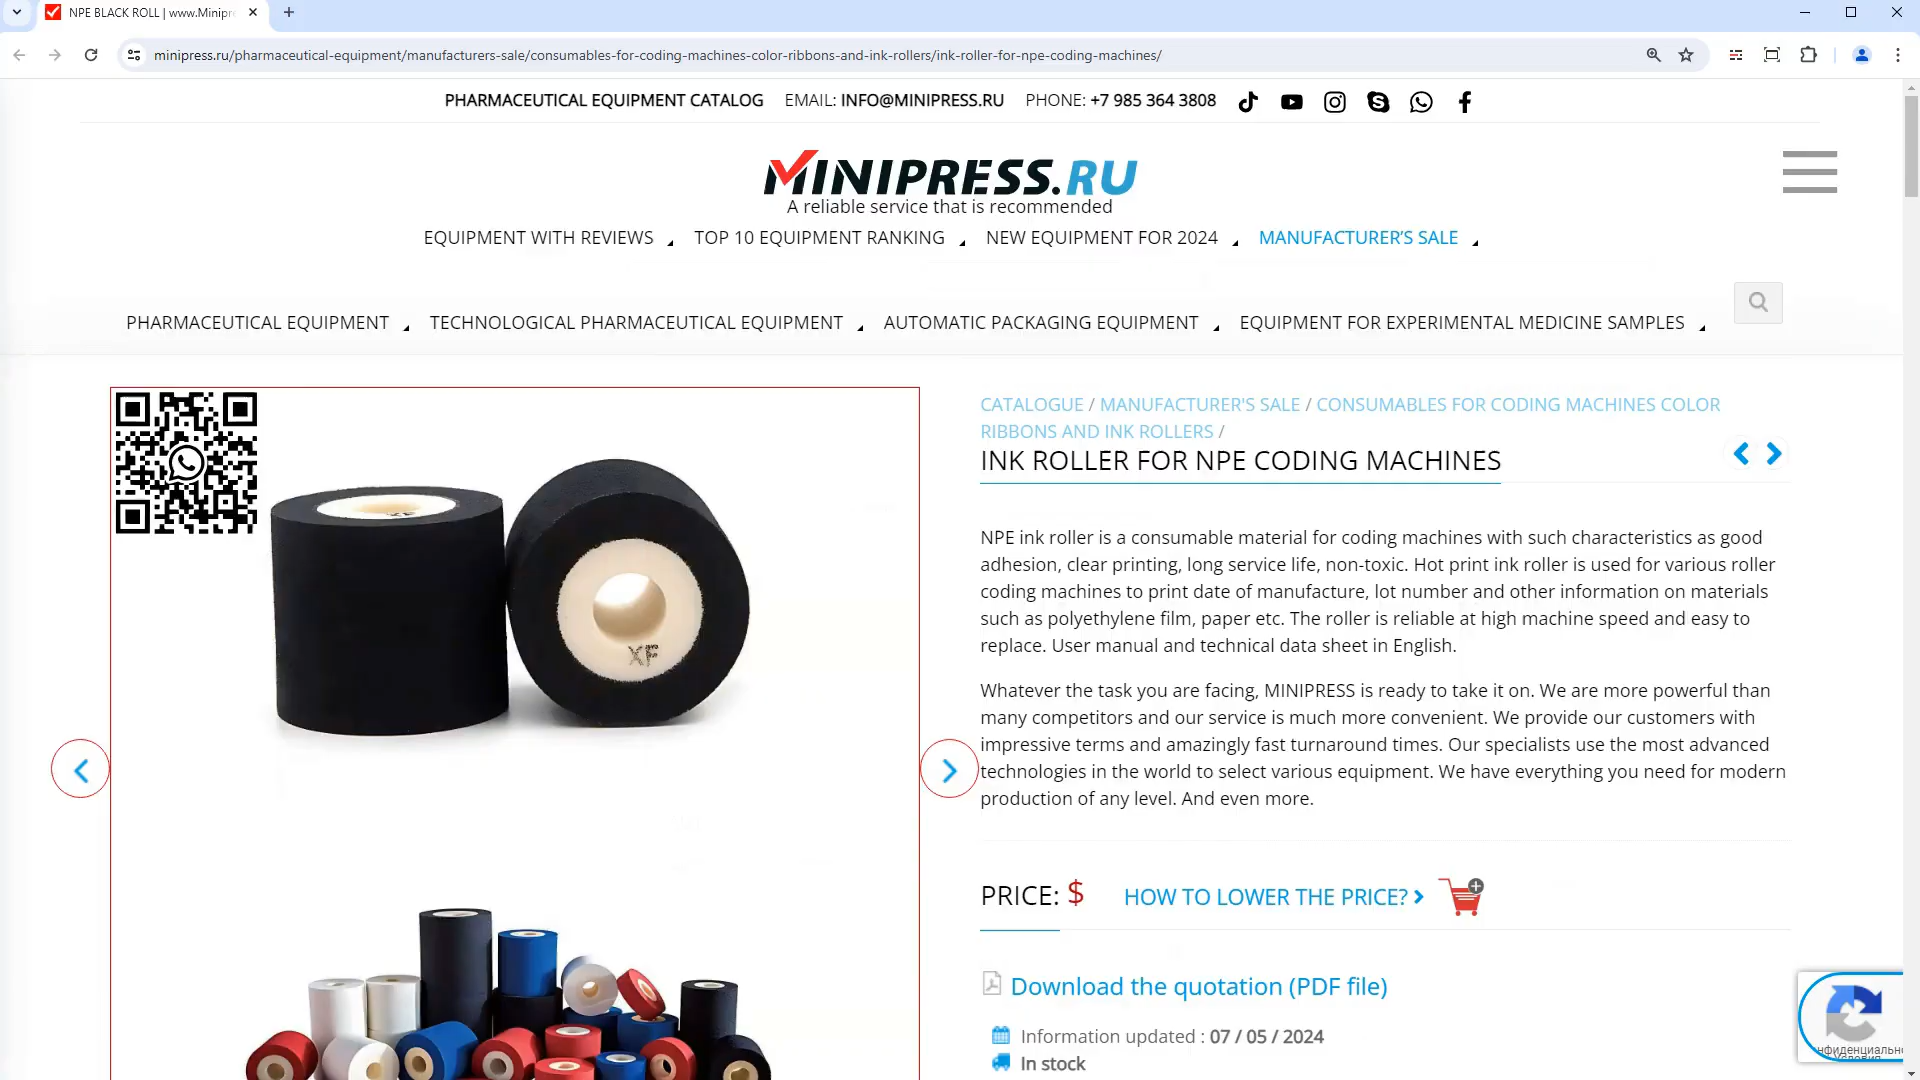 NPE BLACK ROLL | www.Minipr
minipress.ru/pharmaceutical-equipment/manufacturers-sale/consumables-for-coding-machines-color-ribbons-and-ink-rollers/ink-roller-for-npe-coding-machines/
PHARMACEUTICAL EQUIPMENT CATALOG EMAIL: INFO@MINIPRESS.RU PHONE: +7 985 364 3808
MINIPRESS.RU
A reliable service that is recommended
EQUIPMENT WITH REVIEWS TOP 10 EQUIPMENT RANKING NEW EQUIPMENT FOR 2024 MANUFACTURER'S SALE
PHARMACEUTICAL EQUIPMENT TECHNOLOGICAL PHARMACEUTICAL EQUIPMENT AUTOMATIC PACKAGING EQUIPMENT EQUIPMENT FOR EXPERIMENTAL MEDICINE SAMPLES
CATALOGUE / MANUFACTURER'S SALE / CONSUMABLES FOR CODING MACHINES COLOR
RIBBONS AND INK ROLLERS /
INK ROLLER FOR NPE CODING MACHINES
NPE ink roller is a consumable material for coding machines with such characteristics as good
adhesion, clear printing, long service life, non-toxic. Hot print ink roller is used for various roller
coding machines to print date of manufacture, lot number and other information on materials
such as polyethylene film, paper etc. The roller is reliable at high machine speed and easy to
replace. User manual and technical data sheet in English.
Whatever the task you are facing, MINIPRESS is ready to take it on. We are more powerful than
many competitors and our service is much more convenient. We provide our customers with
impressive terms and amazingly fast turnaround times. Our specialists use the most advanced
technologies in the world to select various equipment. We have everything you need for modern
production of any level. And even more.
XF
PRICE: $ HOW TO LOWER THE PRICE?
Download the quotation (PDF file)
Information updated : 07 / 05 / 2024
In stock
нфиденциальнос